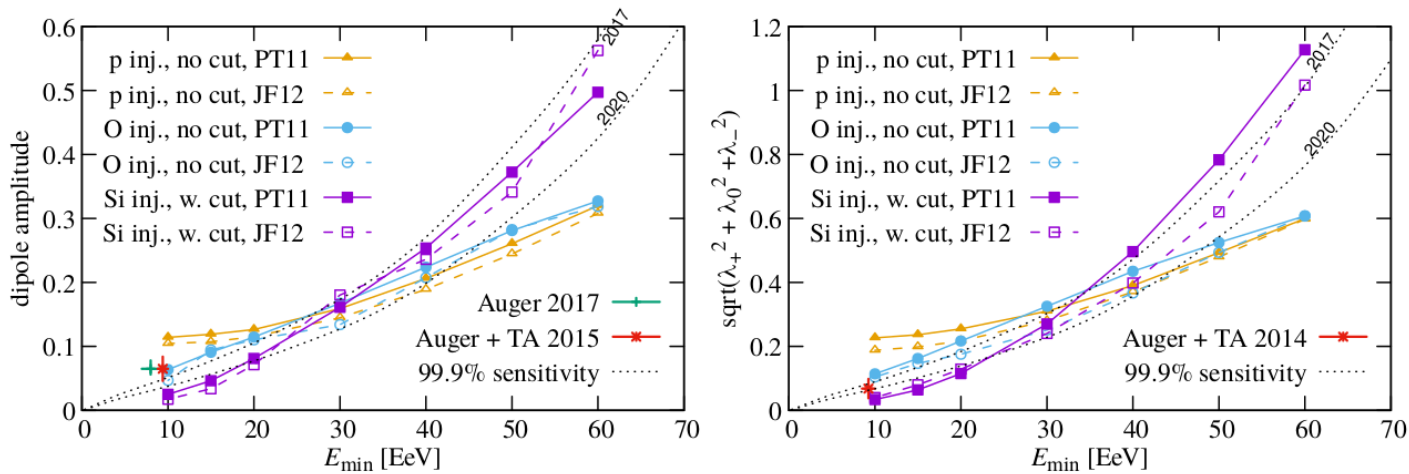 0.6
0.5
0.4
0.3
0.2
0.1
0
dipole amplitude
p inj., no cut, PT11
p inj., no cut, JF12
O inj., no cut, PT11
O inj., no cut, JF12
Si inj., w. cut, PT11
Si inj., w. cut, JF12
2017
2020
Auger 2017
Auger + TA 2015
99.9% sensitivity
0 10 20 30 40 50 60 70
E_min [EeV]
1.2
1.0
0.8
0.6
0.4
0.2
0
sqrt(λ₊² + λ₀² +λ₋²)
p inj., no cut, PT11
p inj., no cut, JF12
O inj., no cut, PT11
O inj., no cut, JF12
Si inj., w. cut, PT11
Si inj., w. cut, JF12
2017
2020
Auger + TA 2014
99.9% sensitivity
0 10 20 30 40 50 60 70
E_min [EeV]